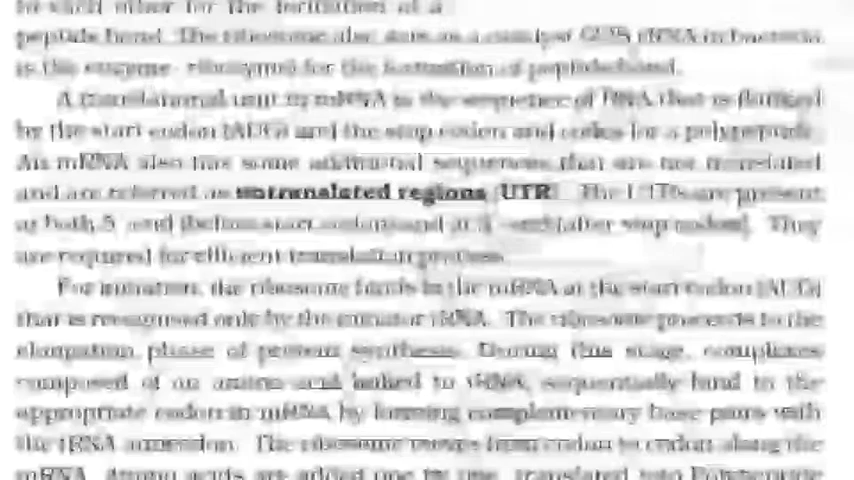 to each other for the formation of a
peptide bond. The ribosome also acts as a catalyst (23S rRNA in bacteria
is the enzyme- ribozyme) for the formation of peptide bond.
A translational unit in mRNA is the sequence of RNA that is flanked
by the start codon (AUG) and the stop codon and codes for a polypeptide.
An mRNA also has some additional sequences that are not translated
and are referred as untranslated regions (UTR). The UTRs are present
at both 5' -end (before start codon) and at 3' -end (after stop codon). They
are required for efficient translation process.
For initiation, the ribosome binds to the mRNA at the start codon (AUG)
that is recognised only by the initiator tRNA. The ribosome proceeds to the
elongation phase of protein synthesis. During this stage, complexes
composed of an amino acid linked to tRNA, sequentially bind to the
appropriate codon in mRNA by forming complementary base pairs with
the tRNA anticodon. The ribosome moves from codon to codon along the
mRNA. Amino acids are added one by one, translated into Polypeptide